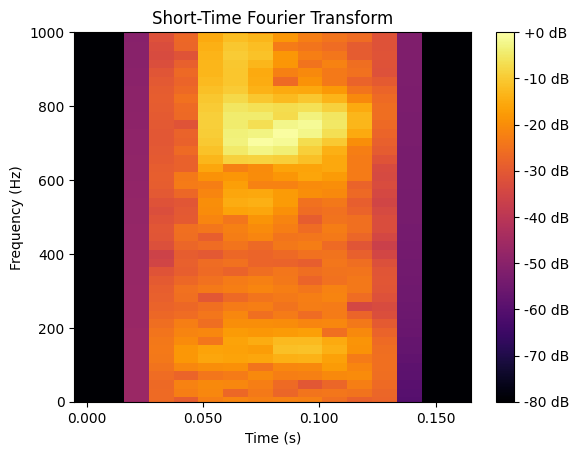 Short-Time Fourier Transform
1000
800
600
400
200
0
Frequency (Hz)
0.000
0.050
0.100
0.150
Time (s)
+0 dB
-10 dB
-20 dB
-30 dB
-40 dB
-50 dB
-60 dB
-70 dB
-80 dB